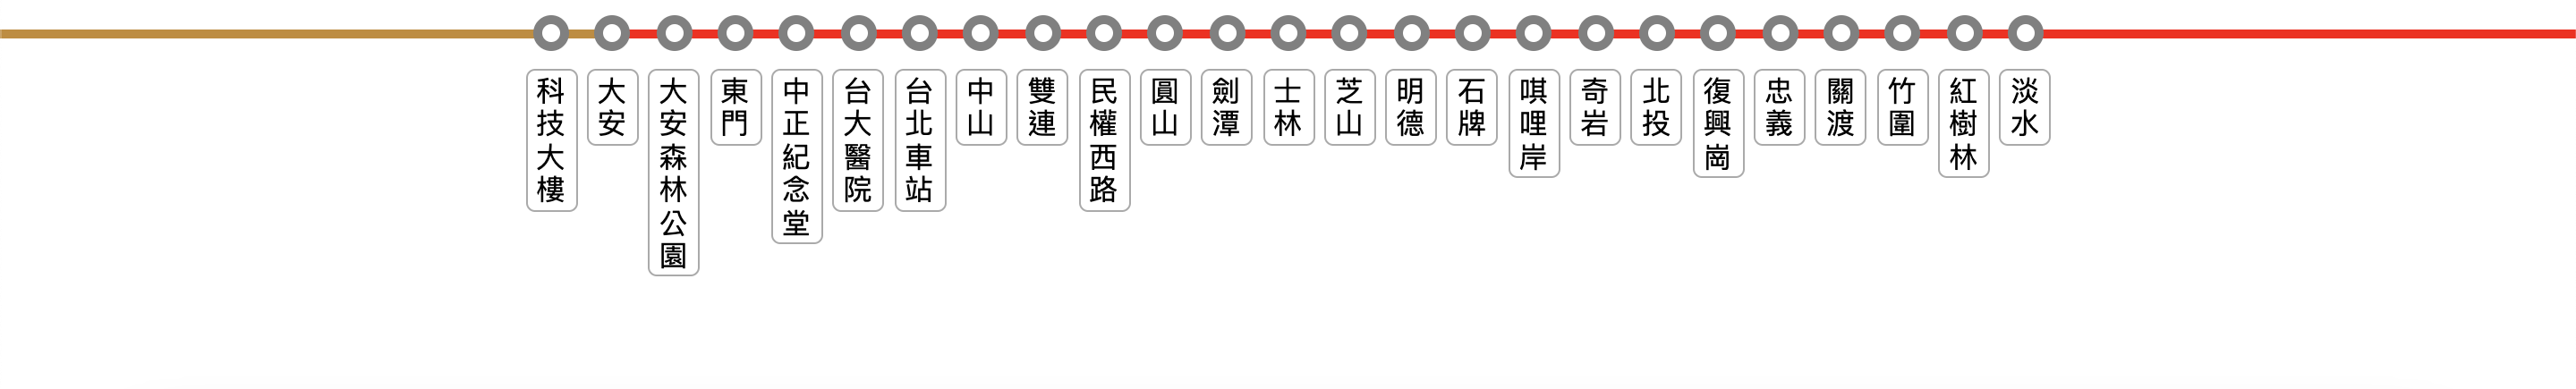 科技大樓
大安
大安森林公園
東門
中正紀念堂
台大醫院
台北車站
中山
雙連
民權西路
圓山
劍潭
士林
芝山
明德
石牌
唭哩岸
奇岩
北投
復興崗
忠義
關渡
竹圍
紅樹林
淡水